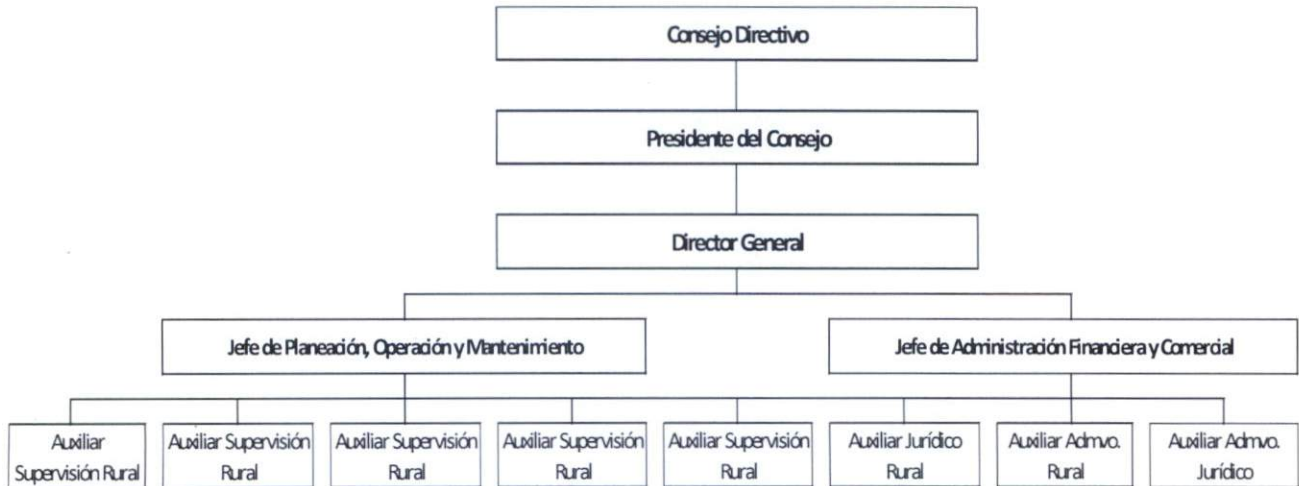 Consejo Directivo
Presidente del Consejo
Director General
Jefe de Planeación, Operación y Mantenimiento
Jefe de Administración Financiera y Comercial
Auxiliar
Supervisión Rural
Auxiliar Supervisión
Rural
Auxiliar Supervisión
Rural
Auxiliar Supervisión
Rural
Auxiliar Supervisión
Rural
Auxiliar Jurídico
Rural
Auxiliar Admvo.
Rural
Auxiliar Admvo.
Jurídico